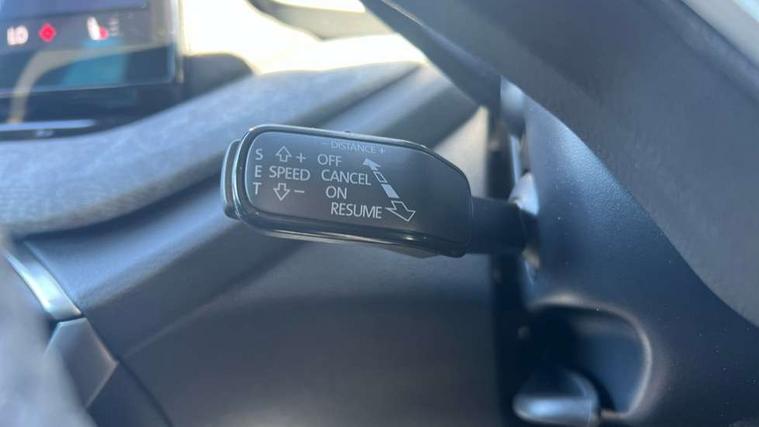 - DISTANCE +
S + OFF
E SPEED CANCEL
T - ON
RESUME